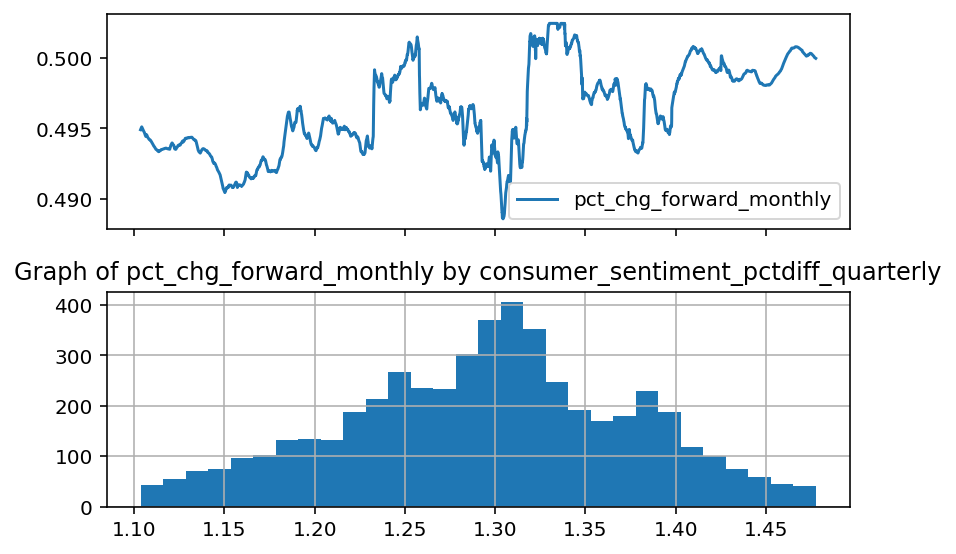 0.500
0.495
0.490
pct_chg_forward_monthly
Graph of pct_chg_forward_monthly by consumer_sentiment_pctdiff_quarterly
400
300
200
100
0
1.10 1.15 1.20 1.25 1.30 1.35 1.40 1.45